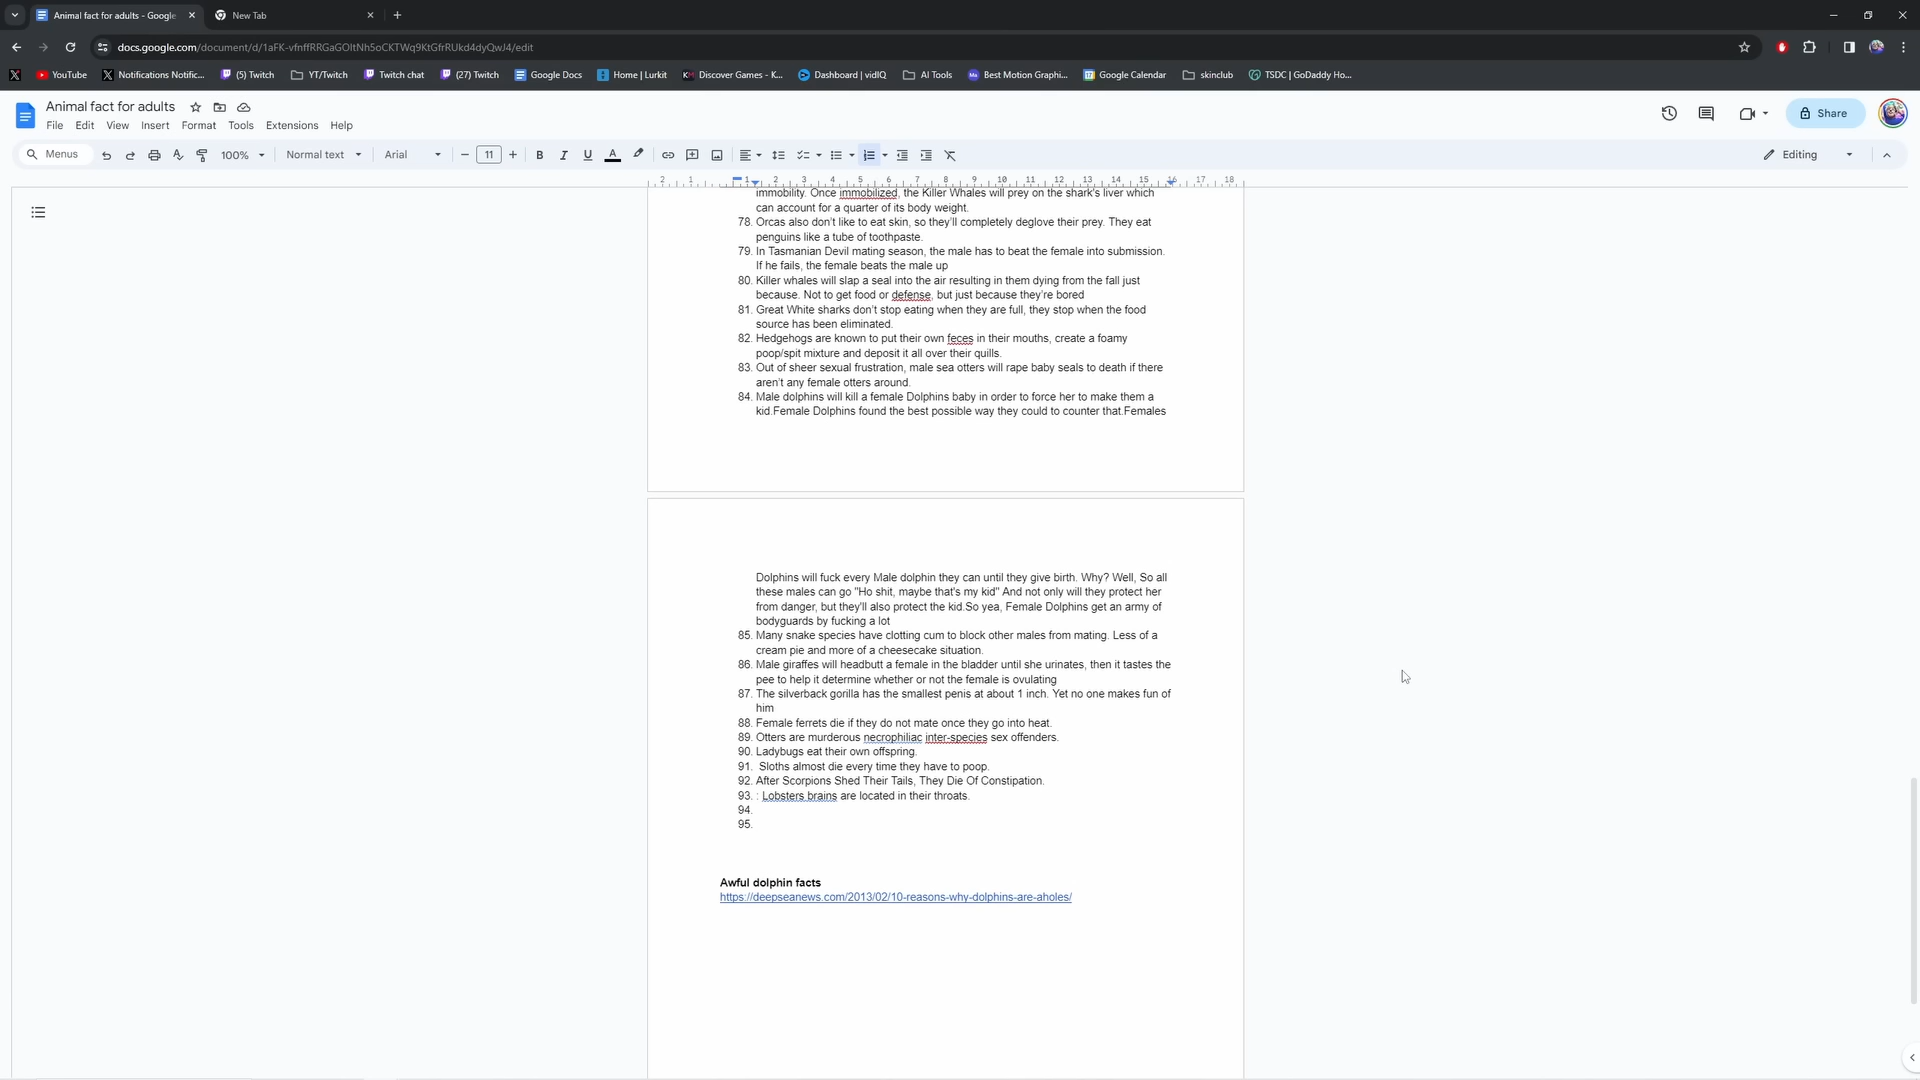 Animal fact for adults - Google
New Tab
docs.google.com/document/d/1aFK-vfnffRRGaGOltNh5oCKTWq9KtGfrRUkd4dyQwJ4/edit
YouTube
Notifications Notific...
(5) Twitch
YT/Twitch
Twitch chat
(27) Twitch
Google Docs
Home | Lurkit
Discover Games - K...
Dashboard | vidIQ
AI Tools
Best Motion Graphi...
Google Calendar
skinclub
TSDC | GoDaddy Ho...
Animal fact for adults
File Edit View Insert Format Tools Extensions Help
Share
Menus
100%
Normal text
Arial
11
Editing
2 1 1 2 3 4 5 6 7 8 9 10 11 12 13 14 15 16 17 18
immobility. Once immobilized, the Killer Whales will prey on the shark's liver which
can account for a quarter of its body weight.
78. Orcas also don't like to eat skin, so they'll completely deglove their prey. They eat
penguins like a tube of toothpaste.
79. In Tasmanian Devil mating season, the male has to beat the female into submission.
If he fails, the female beats the male up
80. Killer whales will slap a seal into the air resulting in them dying from the fall just
because. Not to get food or defense, but just because they're bored
81. Great White sharks don't stop eating when they are full, they stop when the food
source has been eliminated.
82. Hedgehogs are known to put their own feces in their mouths, create a foamy
poop/spit mixture and deposit it all over their quills.
83. Out of sheer sexual frustration, male sea otters will rape baby seals to death if there
aren't any female otters around.
84. Male dolphins will kill a female Dolphins baby in order to force her to make them a
kid.Female Dolphins found the best possible way they could to counter that.Females
Dolphins will fuck every Male dolphin they can until they give birth. Why? Well, So all
these males can go "Ho shit, maybe that's my kid" And not only will they protect her
from danger, but they'll also protect the kid.So yea, Female Dolphins get an army of
bodyguards by fucking a lot
85. Many snake species have clotting cum to block other males from mating. Less of a
cream pie and more of a cheesecake situation.
86. Male giraffes will headbutt a female in the bladder until she urinates, then it tastes the
pee to help it determine whether or not the female is ovulating
87. The silverback gorilla has the smallest penis at about 1 inch. Yet no one makes fun of
him
88. Female ferrets die if they do not mate once they go into heat.
89. Otters are murderous necrophiliac inter-species sex offenders.
90. Ladybugs eat their own offspring.
91. Sloths almost die every time they have to poop.
92. After Scorpions Shed Their Tails, They Die Of Constipation.
93. : Lobsters brains are located in their throats.
94.
95.
Awful dolphin facts
https://deepseanews.com/2013/02/10-reasons-why-dolphins-are-aholes/